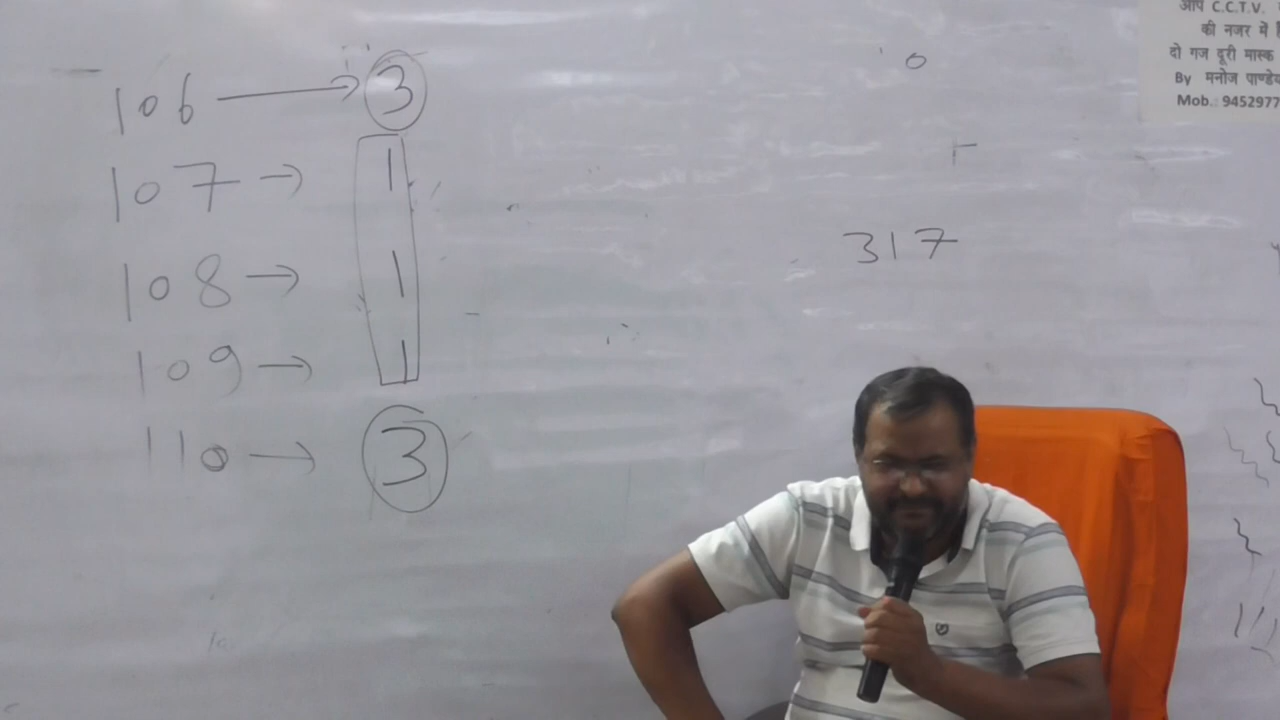 106 → 3
107 → 1
108 → 1
109 → 1
110 → 3
317
आप C.C.T.V.
की नजर में
दो गज दूरी मास्क
By मनोज
Mob.: 9452977